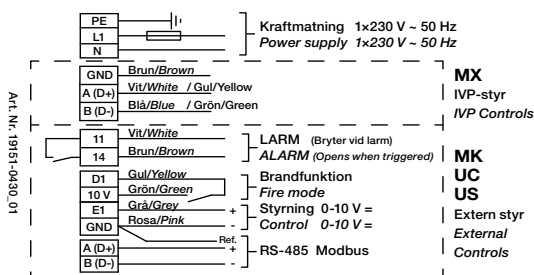 PE
L1
N
Kraftmatning 1×230 V ~ 50 Hz
Power supply 1×230 V ~ 50 Hz
GND Brun/Brown
A (D+) Vit/White / Gul/Yellow
B (D-) Blå/Blue / Grön/Green
MX
IVP-styr
IVP Controls
Art. Nr. 19151-0430_01
11 Vit/White
14 Brun/Brown
LARM (Bryter vid larm)
ALARM (Opens when triggered)
D1 Gul/Yellow
10 V Grön/Green
Brandfunktion
Fire mode
E1 Grå/Grey +
GND Rosa/Pink -
Styrning 0-10 V =
Control 0-10 V =
Ref.
A (D+) +
B (D-) -
RS-485 Modbus
MK
UC
US
Extern styr
External
Controls